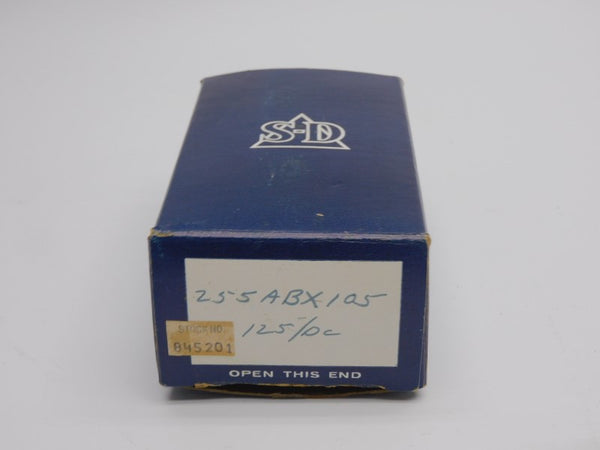 S-D
255ABX105
125/DC
STOCK NO.
845201
OPEN THIS END